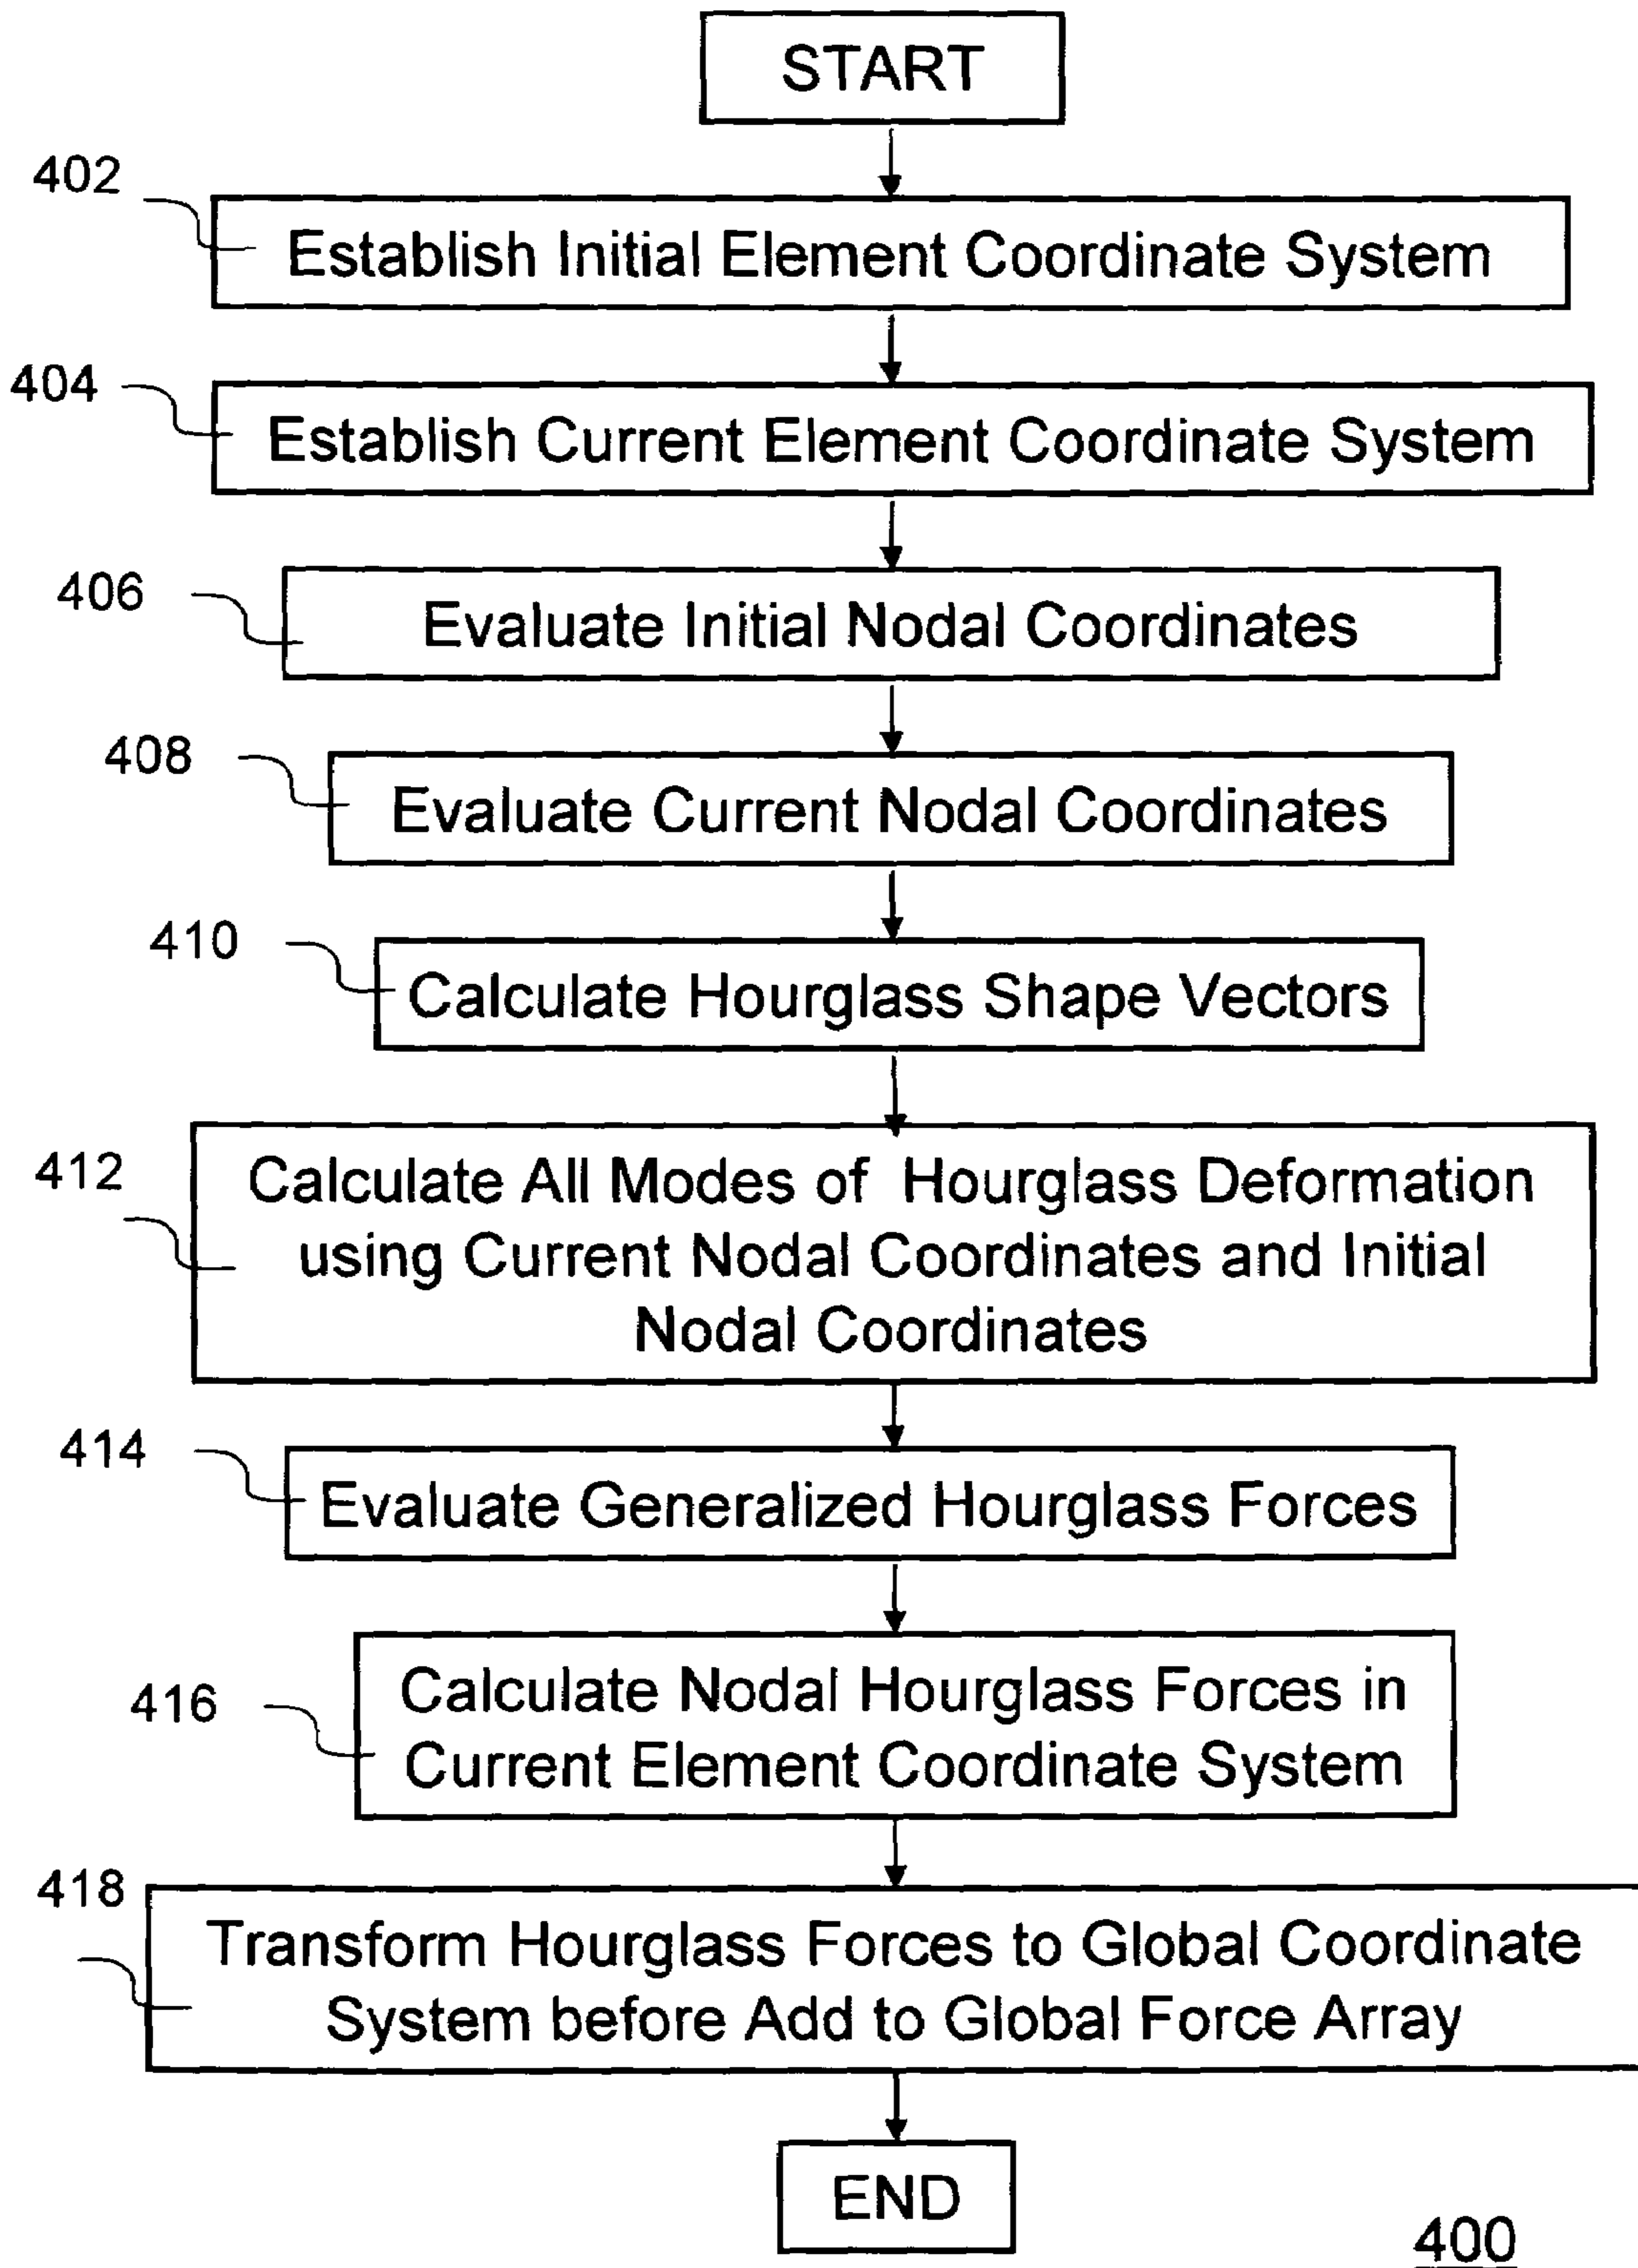 START
402
Establish Initial Element Coordinate System
404
Establish Current Element Coordinate System
406
Evaluate Initial Nodal Coordinates
408
Evaluate Current Nodal Coordinates
410
Calculate Hourglass Shape Vectors
412
Calculate All Modes of Hourglass Deformation
using Current Nodal Coordinates and Initial
Nodal Coordinates
414
Evaluate Generalized Hourglass Forces
416
Calculate Nodal Hourglass Forces in
Current Element Coordinate System
418
Transform Hourglass Forces to Global Coordinate
System before Add to Global Force Array
END
400